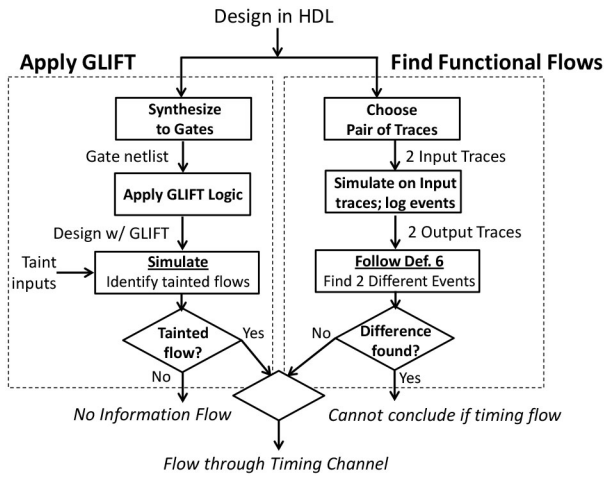 Design in HDL
Apply GLIFT
Find Functional Flows
Synthesize
to Gates
Gate netlist
Apply GLIFT Logic
Design w/ GLIFT
Taint
inputs
Simulate
Identify tainted flows
Tainted
flow?
Yes
No
No Information Flow
Choose
Pair of Traces
2 Input Traces
Simulate on Input
traces; log events
2 Output Traces
Follow Def. 6
Find 2 Different Events
Difference
found?
No
Yes
Cannot conclude if timing flow
Flow through Timing Channel